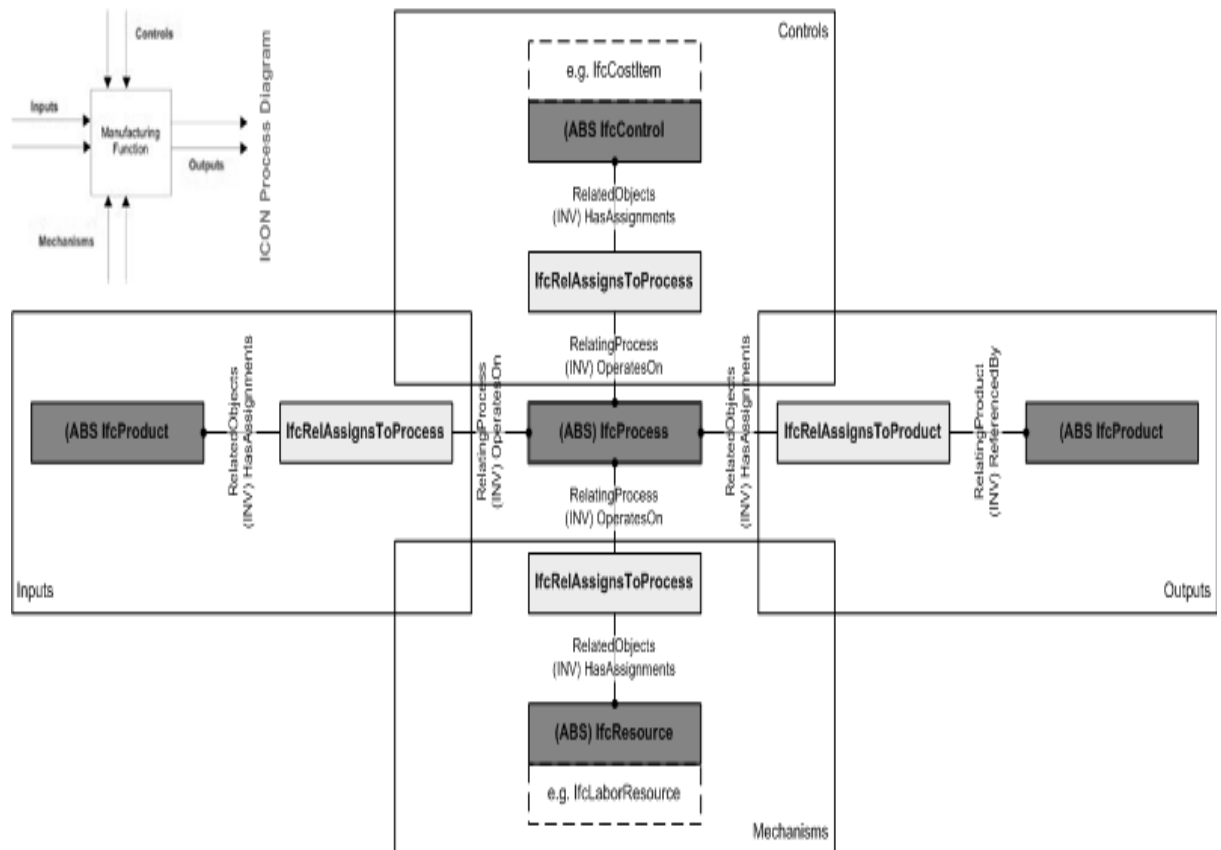 Controls
Inputs
Manufacturing
Function
Outputs
Mechanisms
ICON Process Diagram
Controls
e.g. IfcCostItem
(ABS IfcControl
RelatedObjects
(INV) HasAssignments
IfcRelAssignsToProcess
RelatingProcess
(INV) OperatesOn
(ABS IfcProduct
RelatedObjects
(INV) HasAssignments
IfcRelAssignsToProcess
RelatingProcess
(INV) OperatesOn
(ABS) IfcProcess
RelatedObjects
(INV) HasAssignments
IfcRelAssignsToProduct
RelatingProduct
(INV) ReferencedBy
(ABS IfcProduct
RelatingProcess
(INV) OperatesOn
Inputs
IfcRelAssignsToProcess
Outputs
RelatedObjects
(INV) HasAssignments
(ABS) IfcResource
e.g. IfcLaborResource
Mechanisms